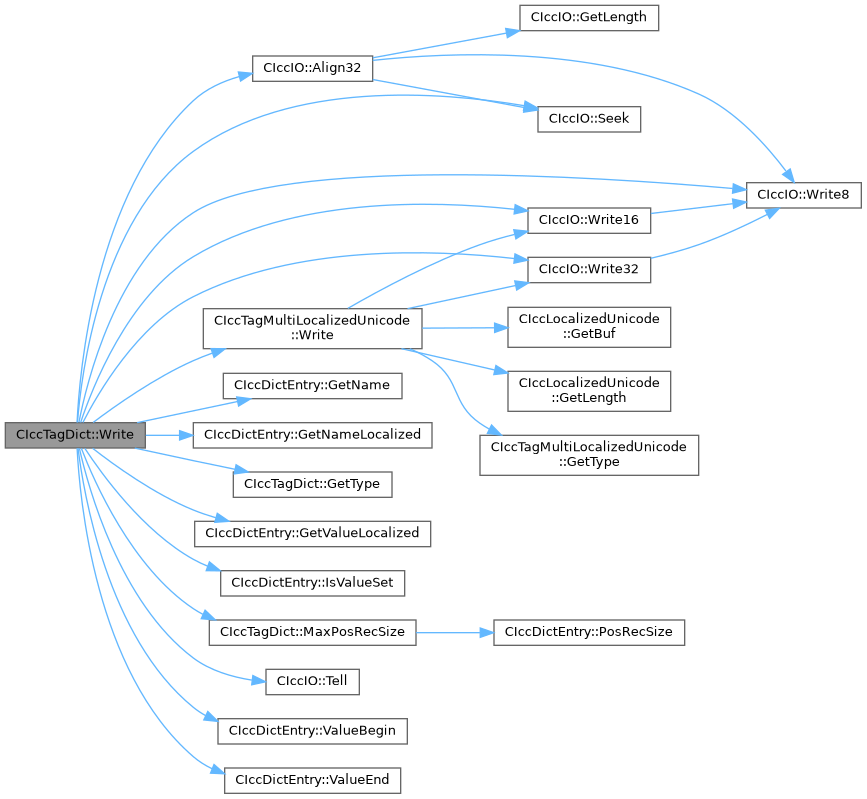 CIccIO::GetLength
CIccIO::Align32
CIccIO::Seek
CIccIO::Write8
CIccIO::Write16
CIccIO::Write32
CIccTagMultiLocalizedUnicode
::Write
CIccLocalizedUnicode
::GetBuf
CIccLocalizedUnicode
::GetLength
CIccDictEntry::GetName
CIccTagDict::Write
CIccDictEntry::GetNameLocalized
CIccTagMultiLocalizedUnicode
::GetType
CIccTagDict::GetType
CIccDictEntry::GetValueLocalized
CIccDictEntry::IsValueSet
CIccTagDict::MaxPosRecSize
CIccDictEntry::PosRecSize
CIccIO::Tell
CIccDictEntry::ValueBegin
CIccDictEntry::ValueEnd